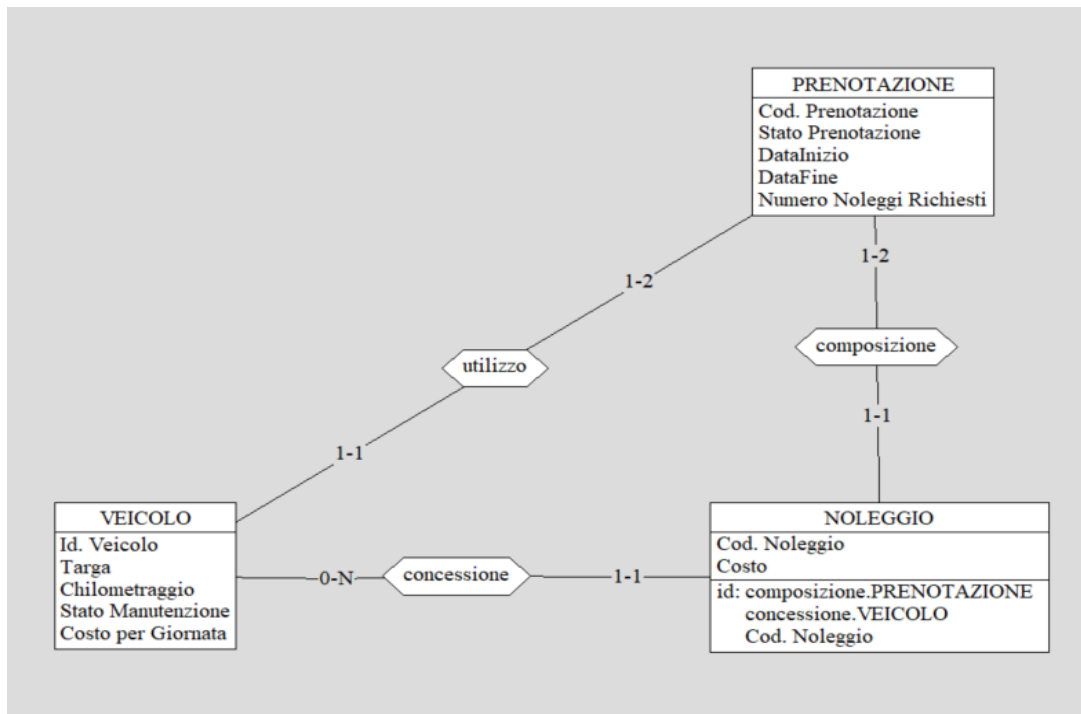 PRENOTAZIONE
Cod. Prenotazione
Stato Prenotazione
DataInizio
DataFine
Numero Noleggi Richiesti
1-2
1-2
composizione
utilizzo
1-1
1-1
VEICOLO
Id. Veicolo
Targa
Chilometraggio
Stato Manutenzione
Costo per Giornata
0-N
concessione
1-1
NOLEGGIO
Cod. Noleggio
Costo
id: composizione.PRENOTAZIONE
concessione.VEICOLO
Cod. Noleggio